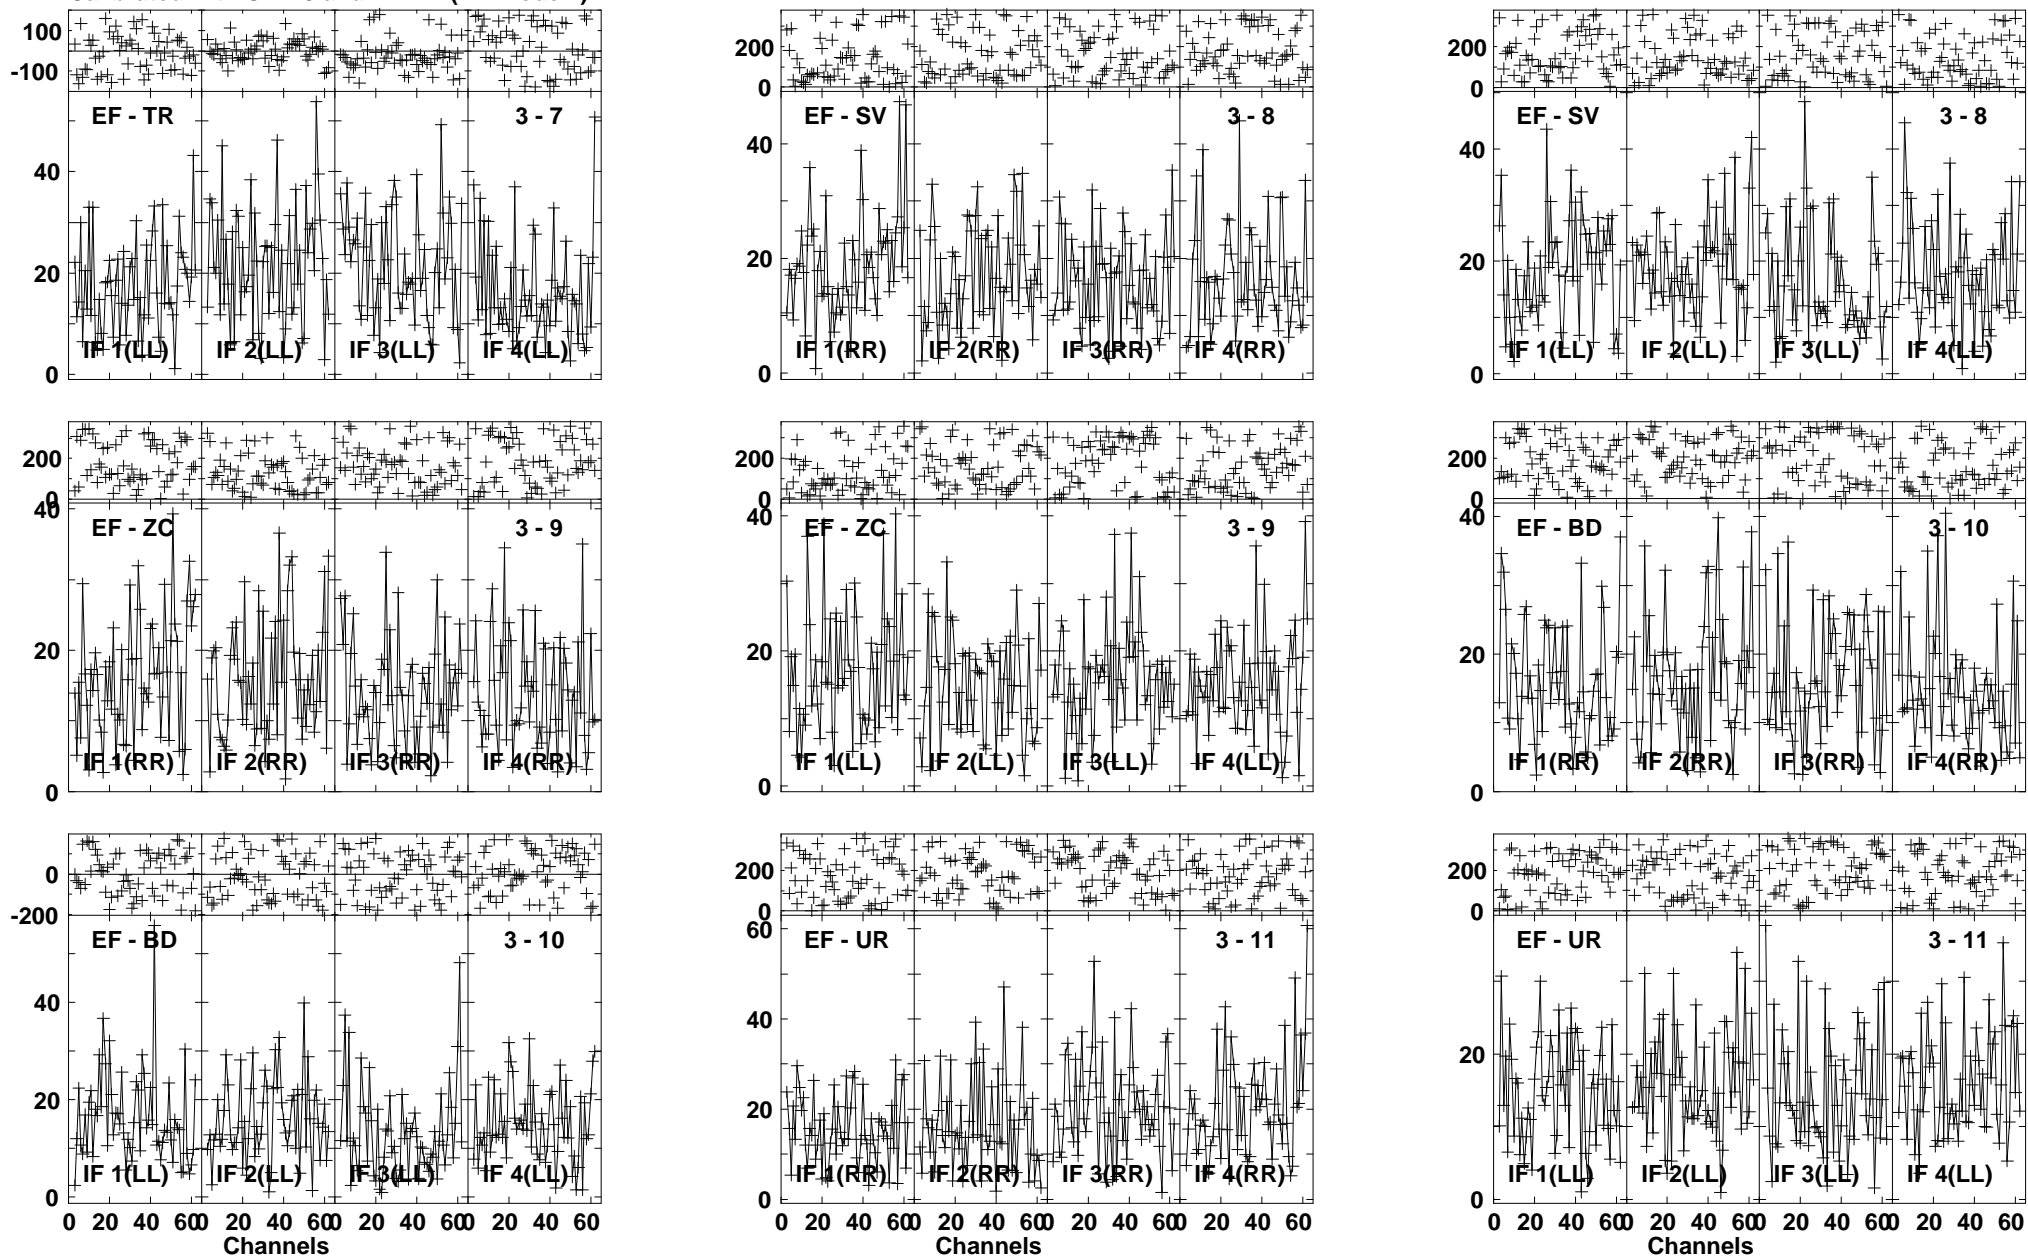 100
-100
EF - TR
3 - 7
40
20
0
IF 1(LL)
IF 2(LL)
IF 3(LL)
IF 4(LL)
200
0
EF - SV
3 - 8
40
20
0
IF 1(RR)
IF 2(RR)
IF 3(RR)
IF 4(RR)
200
0
EF - SV
3 - 8
40
20
0
IF 1(LL)
IF 2(LL)
IF 3(LL)
IF 4(LL)
200
0
40
EF - ZC
3 - 9
20
0
IF 1(RR)
IF 2(RR)
IF 3(RR)
IF 4(RR)
200
0
40
EF - ZC
3 - 9
20
0
IF 1(LL)
IF 2(LL)
IF 3(LL)
IF 4(LL)
200
0
40
EF - BD
3 - 10
20
0
IF 1(RR)
IF 2(RR)
IF 3(RR)
IF 4(RR)
0
-200
EF - BD
3 - 10
40
20
0
IF 1(LL)
IF 2(LL)
IF 3(LL)
IF 4(LL)
0 20 40 60 0 20 40 60 0 20 40 60 0 20 40 60
Channels
200
0
60
EF - UR
3 - 11
40
20
0
IF 1(RR)
IF 2(RR)
IF 3(RR)
IF 4(RR)
0 20 40 60 0 20 40 60 0 20 40 60 0 20 40 60
Channels
200
0
EF - UR
3 - 11
20
0
IF 1(LL)
IF 2(LL)
IF 3(LL)
IF 4(LL)
0 20 40 60 0 20 40 60 0 20 40 60 0 20 40 60
Channels